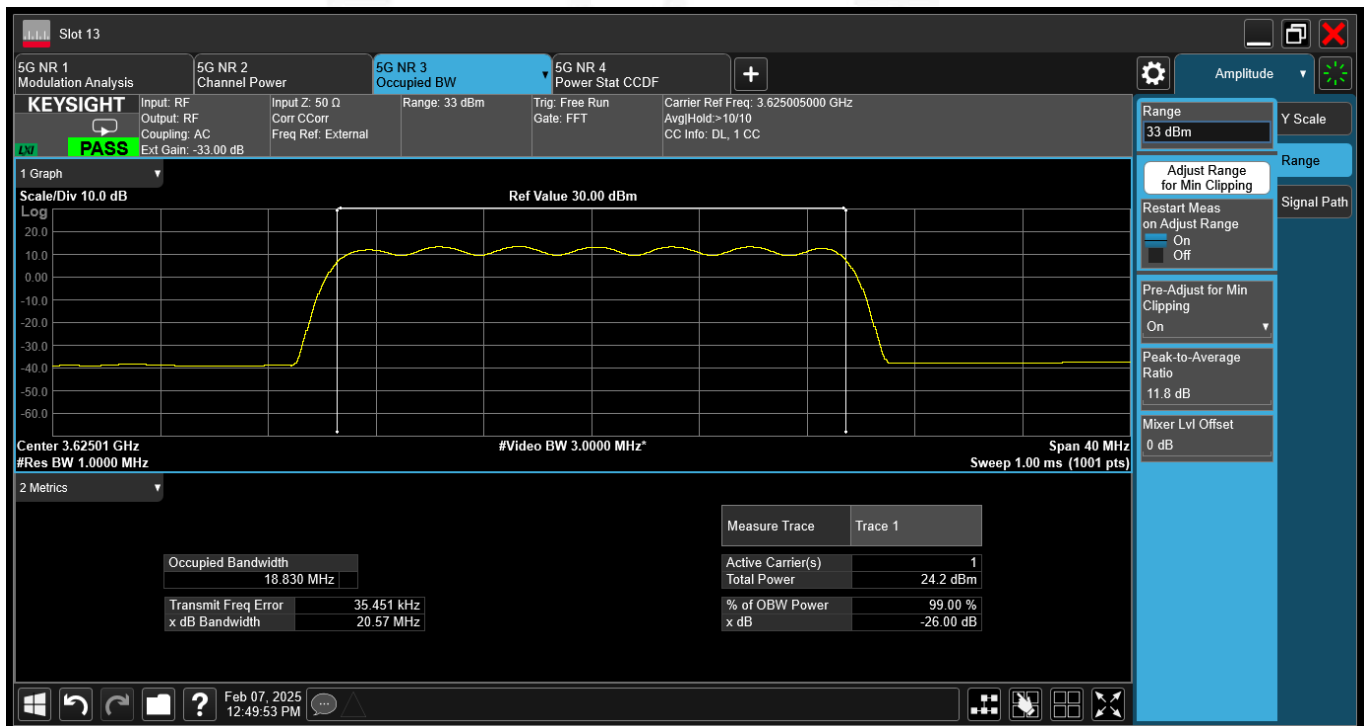 Slot 13
5G NR 1
Modulation Analysis
5G NR 2
Channel Power
5G NR 3
Occupied BW
5G NR 4
Power Stat CCDF
Amplitude
KEYSIGHT
LXI
PASS
Input: RF
Output: RF
Coupling: AC
Ext Gain: -33.00 dB
Input Z: 50 Ω
Corr CCorr
Freq Ref: External
Range: 33 dBm
Trig: Free Run
Gate: FFT
Carrier Ref Freq: 3.625005000 GHz
Avg|Hold:>10/10
CC Info: DL, 1 CC
1 Graph
Scale/Div 10.0 dB
Ref Value 30.00 dBm
Log
20.0
10.0
0.00
-10.0
-20.0
-30.0
-40.0
-50.0
-60.0
Center 3.62501 GHz
#Video BW 3.0000 MHz*
Span 40 MHz
#Res BW 1.0000 MHz
Sweep 1.00 ms (1001 pts)
2 Metrics
Measure Trace Trace 1
Occupied Bandwidth
18.830 MHz
Active Carrier(s) 1
Total Power 24.2 dBm
Transmit Freq Error 35.451 kHz
x dB Bandwidth 20.57 MHz
% of OBW Power 99.00 %
x dB -26.00 dB
Range
33 dBm
Adjust Range
for Min Clipping
Restart Meas
on Adjust Range
On
Off
Pre-Adjust for Min
Clipping
On
Peak-to-Average
Ratio
11.8 dB
Mixer Lvl Offset
0 dB
Y Scale
Range
Signal Path
?
Feb 07, 2025
12:49:53 PM